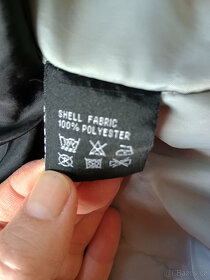 SHELL FABRIC
100% POLYESTER